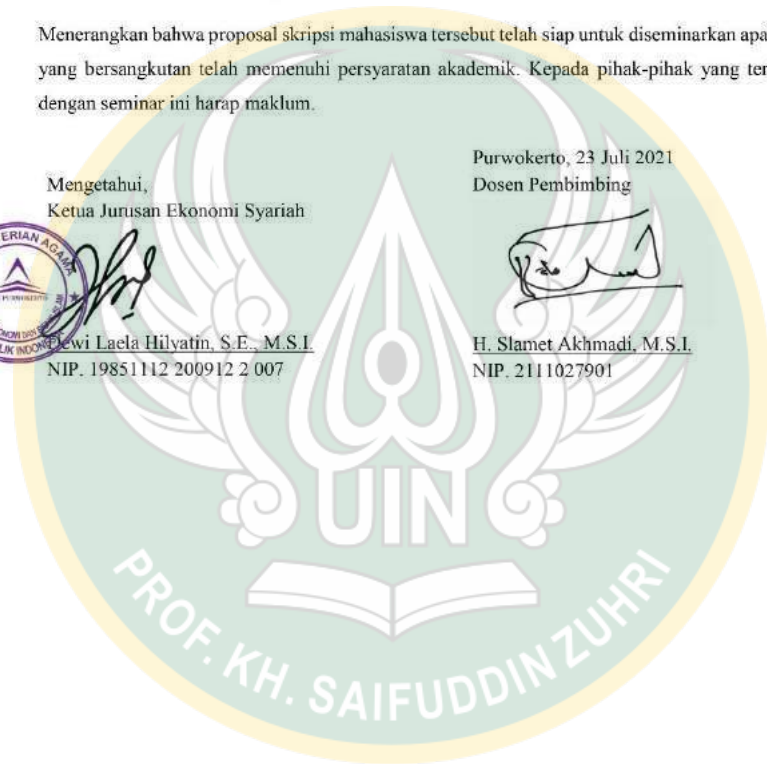 Menerangkan bahwa proposal skripsi mahasiswa tersebut telah siap untuk diseminarkan
yang bersangkutan telah memenuhi persyaratan akademik. Kepada pihak-pihak yang
dengan seminar ini harap maklum.
Purwokerto, 23 Juli 2021
Mengetahui,
Dosen Pembimbing
Ketua Jurusan Ekonomi Syariah
AGAMA
Dewi Laela Hilyatin, S.E., M.S.I.
H. Slamet Akhmadi, M.S.I.
NIP. 19851112 200912 2 007
NIP. 2111027901
UIN
PROF. KH. SAIFUDDIN ZUHRI